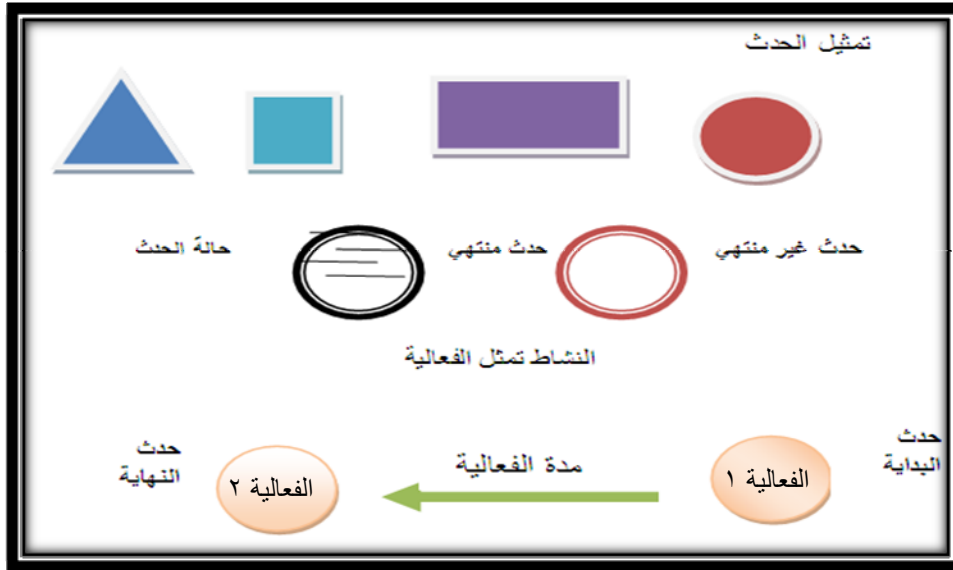 تمثيل الحدث
حدث غير منتهي
حدث منتهي
حالة الحدث
النشاط تمثل الفعالية
حدث
البداية
الفعالية ١
مدة الفعالية
الفعالية ٢
حدث
النهاية